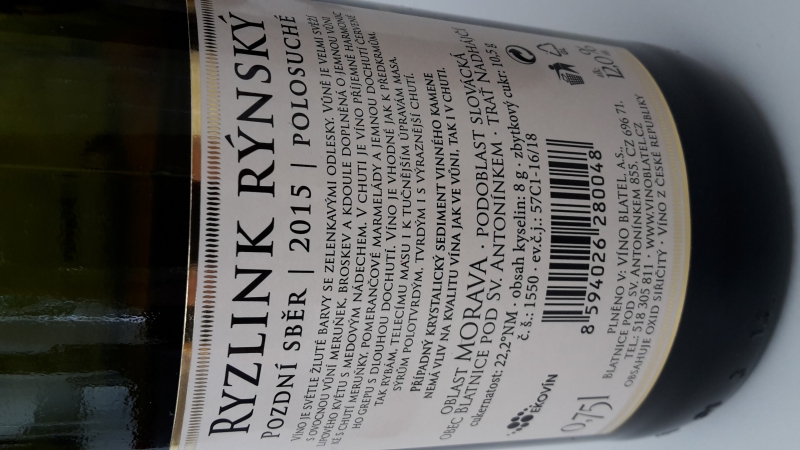 RYZLINK RÝNSKÝ
POZDNÍ SBĚR | 2015 | POLOSUCHÉ
VÍNO JE SVĚTLE ŽLUTÉ BARVY SE ZELENKAVÝMI ODLESKY. VŮNĚ JE VELMI SVĚŽÍ
S OVOCNOU VŮNÍ MERUNĚK, BROSKEV A KDOULE DOPLNĚNÁ O JEMNOU VŮNI
LIPOVÉHO KVĚTU S MEDOVÝM NÁDECHEM. V CHUTI JE VÍNO PŘÍJEMNĚ HARMONIC
KÉ S CHUTÍ MERUŇKY, POMERANČOVÉ MARMELÁDY A JEMNOU DOCHUTÍ ČERVENÉ
HO GREPU S DLOUHOU DOCHUTÍ. VÍNO JE VHODNÉ JAK K PŘEDKRMŮM,
TAK RYBÁM, TELECÍMU MASU I K TUČNĚJŠÍM ÚPRAVÁM MASA,
SÝRŮM POLOTVRDÝM, TVRDÝM I S VÝRAZNĚJŠÍ CHUTÍ.
PŘÍPADNÝ KRYSTALICKÝ SEDIMENT VINNÉHO KAMENE
NEMÁ VLIV NA KVALITU VÍNA JAK VE VŮNI, TAK I V CHUTI.
OBLAST MORAVA · PODOBLAST SLOVÁCKÁ
OBEC BLATNICE POD SV. ANTONÍNKEM · TRAŤ NADHÁJČÍ
cukernatost: 22,2°NM · obsah kyselin: 8 g · zbytkový cukr: 10,5 g
č. š.: 1550 · ev.č.j.: 57C1-16/18
EKOVÍN
8 594026 280048
0,75 l
alc. 12,0 % obj.
PLNĚNO V: VÍNO BLATEL, A.S.,
BLATNICE POD SV. ANTONÍNKEM 855, CZ 696 71,
TEL.: 518 305 811 · WWW.VINOBLATEL.CZ
OBSAHUJE OXID SIŘIČITÝ · VÍNO Z ČESKÉ REPUBLIKY